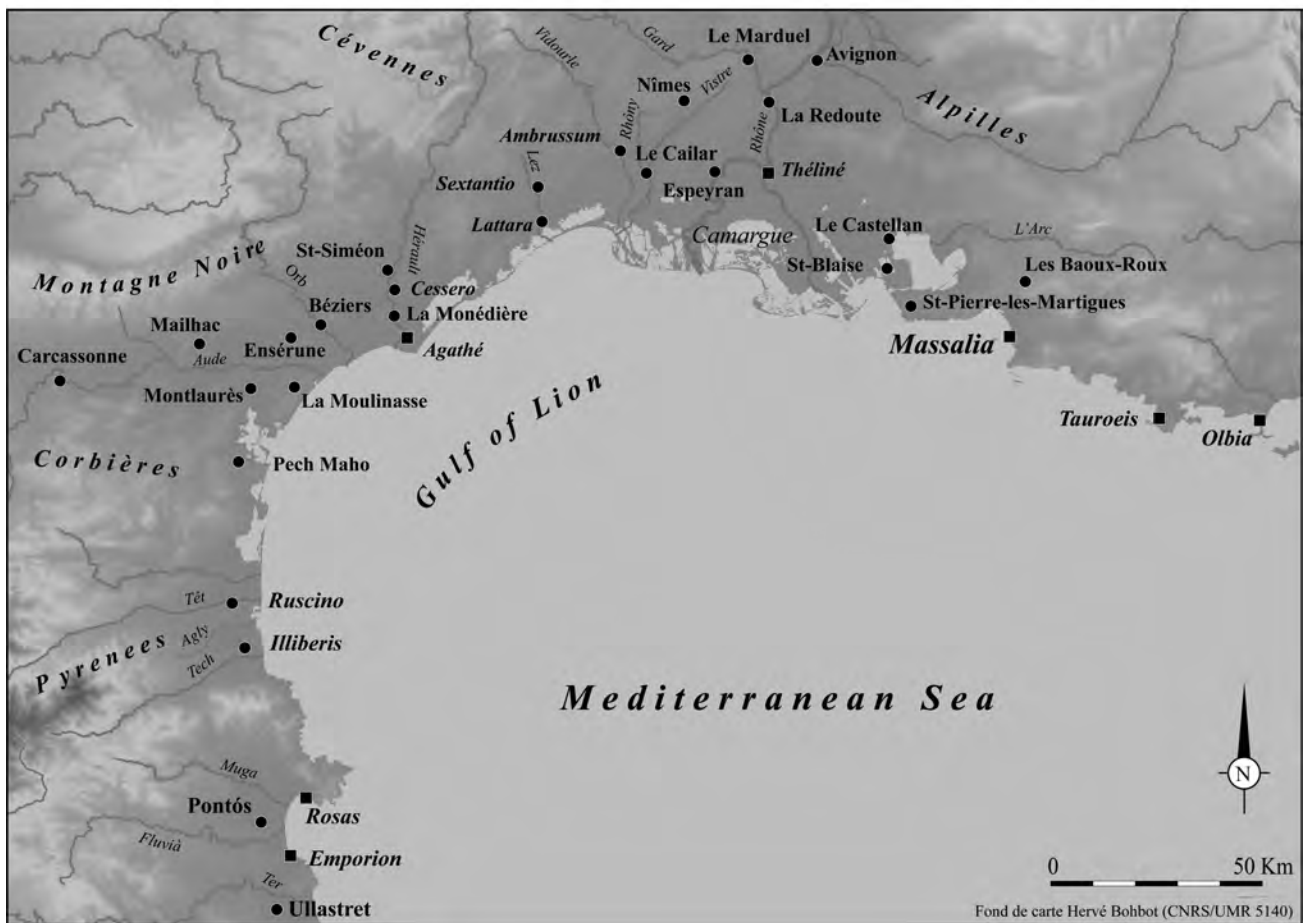 Cévennes
Vidourle
Gard
Le Marduel
Avignon
Nîmes
Vistre
Alpilles
La Redoute
Rhône
Ambrussum
Rhôny
Le Cailar
Lez
Espeyran
Théliné
Sextantio
Lattara
Camargue
Le Castellan
L'Arc
St-Blaise
Les Baoux-Roux
St-Pierre-les-Martigues
Massalia
Tauroeis
Olbia
Montagne Noire
St-Siméon
Hérault
Orb
Cessero
Béziers
La Monédière
Mailhac
Aude
Ensérune
Agathé
Carcassonne
Montlaurès
La Moulinasse
Gulf of Lion
Corbières
Pech Maho
Têt
Ruscino
Agly
Illiberis
Pyrenees
Tech
Mediterranean Sea
Muga
Pontós
Rosas
Fluvià
Emporion
Ter
Ullastret
N
0 50 Km
Fond de carte Hervé Bohbot (CNRS/UMR 5140)